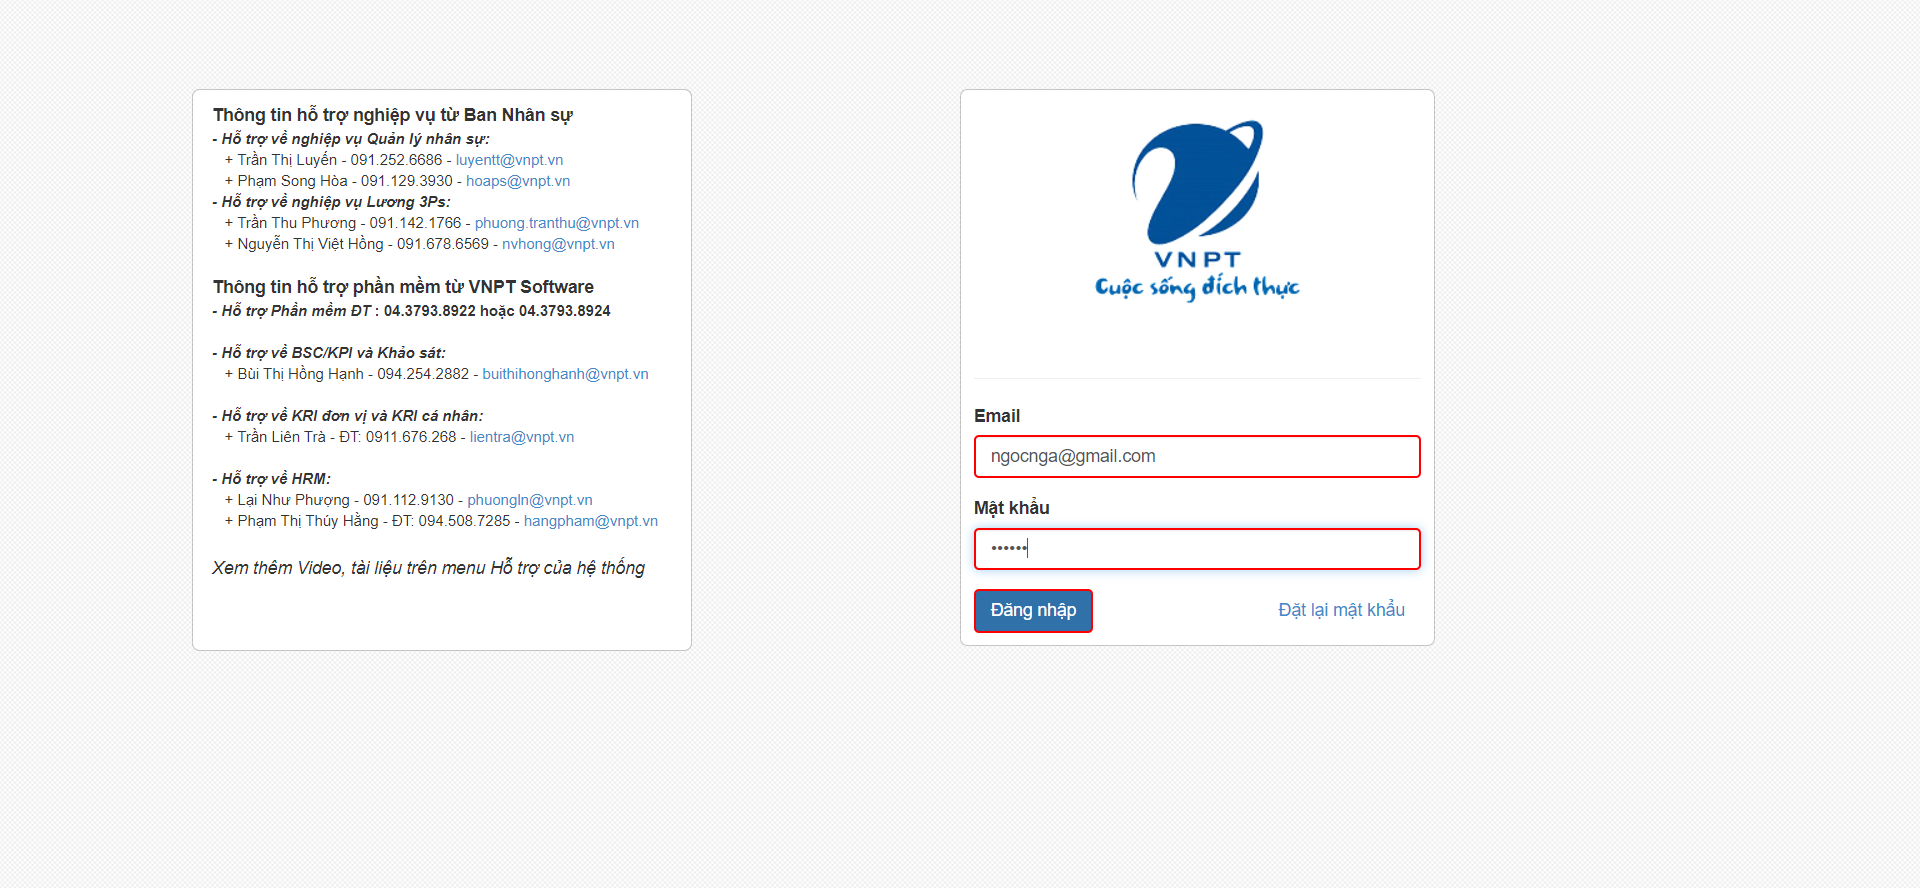 Thông tin hỗ trợ nghiệp vụ từ Ban Nhân sự
- Hỗ trợ về nghiệp vụ Quản lý nhân sự:
+ Trần Thị Luyến - 091.252.6686 - luyentt@vnpt.vn
+ Phạm Song Hòa - 091.129.3930 - hoaps@vnpt.vn
- Hỗ trợ về nghiệp vụ Lương 3Ps:
+ Trần Thu Phương - 091.142.1766 - phuong.tranthu@vnpt.vn
+ Nguyễn Thị Việt Hồng - 091.678.6569 - nvhong@vnpt.vn
Thông tin hỗ trợ phần mềm từ VNPT Software
- Hỗ trợ Phần mềm ĐT : 04.3793.8922 hoặc 04.3793.8924
- Hỗ trợ về BSC/KPI và Khảo sát:
+ Bùi Thị Hồng Hạnh - 094.254.2882 - buithihonghanh@vnpt.vn
- Hỗ trợ về KRI đơn vị và KRI cá nhân:
+ Trần Liên Trà - ĐT: 0911.676.268 - lientra@vnpt.vn
- Hỗ trợ về HRM:
+ Lại Như Phượng - 091.112.9130 - phuongln@vnpt.vn
+ Phạm Thị Thúy Hằng - ĐT: 094.508.7285 - hangpham@vnpt.vn
Xem thêm Video, tài liệu trên menu Hỗ trợ của hệ thống
VNPT
Cuộc sống đích thực
Email
ngocnga@gmail.com
Mật khẩu
••••••
Đăng nhập
Đặt lại mật khẩu